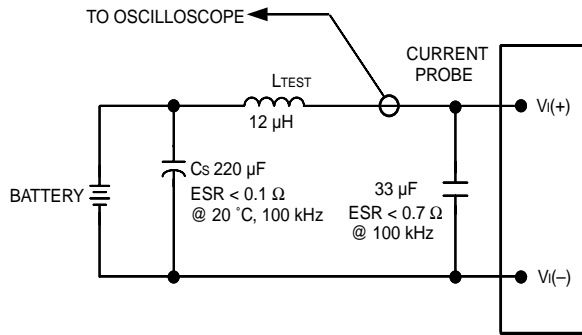 TO OSCILLOSCOPE
CURRENT
PROBE
LTEST
12 µH
VI(+)
CS 220 µF
ESR < 0.1 Ω
@ 20 ˚C, 100 kHz
BATTERY
33 µF
ESR < 0.7 Ω
@ 100 kHz
VI(–)